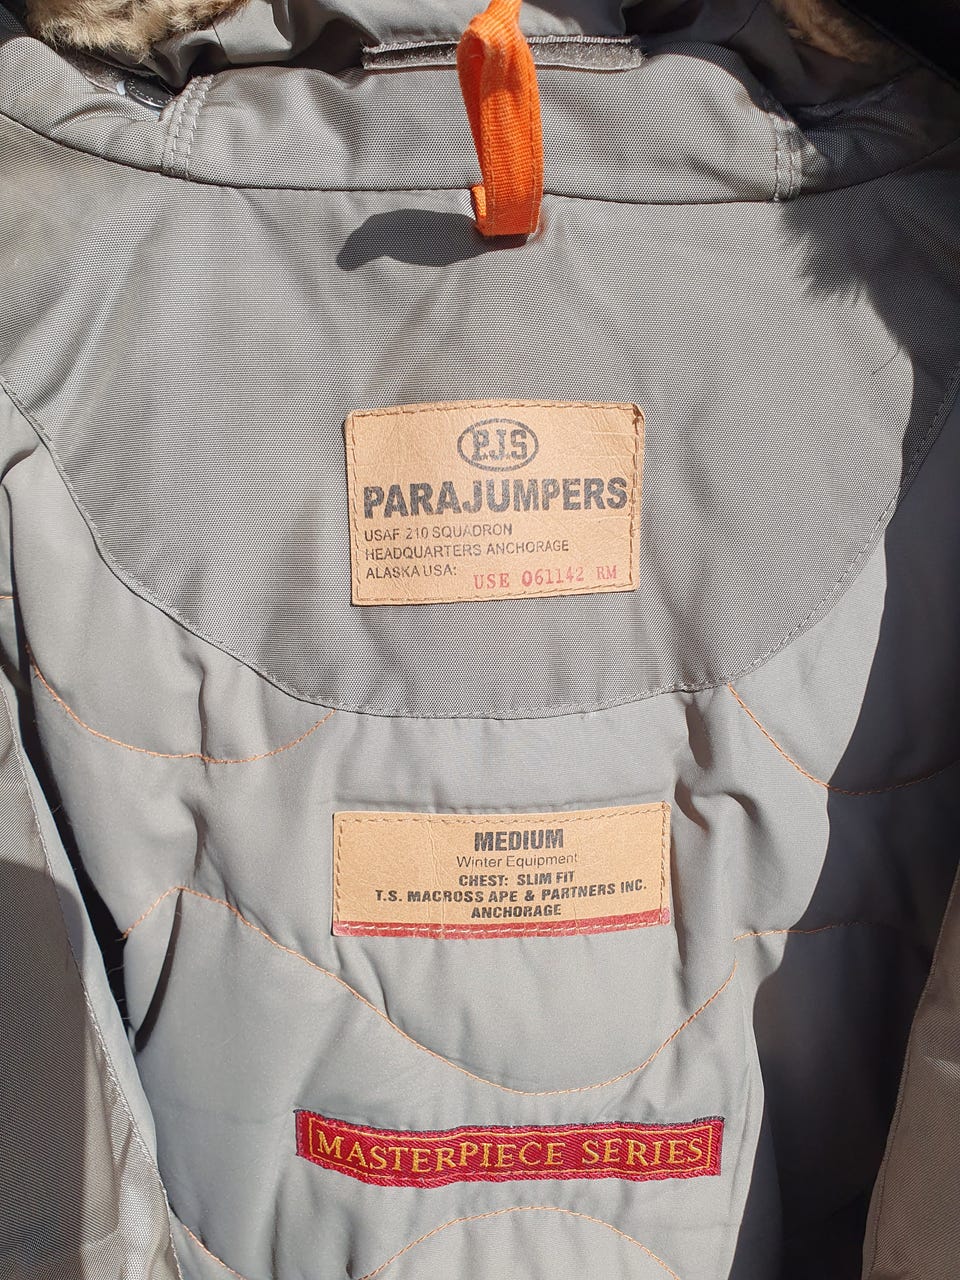 P.J.S
PARAJUMPERS
USAF 210 SQUADRON
HEADQUARTERS ANCHORAGE
ALASKA USA: USE 061142 RM
MEDIUM
Winter Equipment
CHEST: SLIM FIT
T.S. MACROSS APE & PARTNERS INC.
ANCHORAGE
MASTERPIECE SERIES